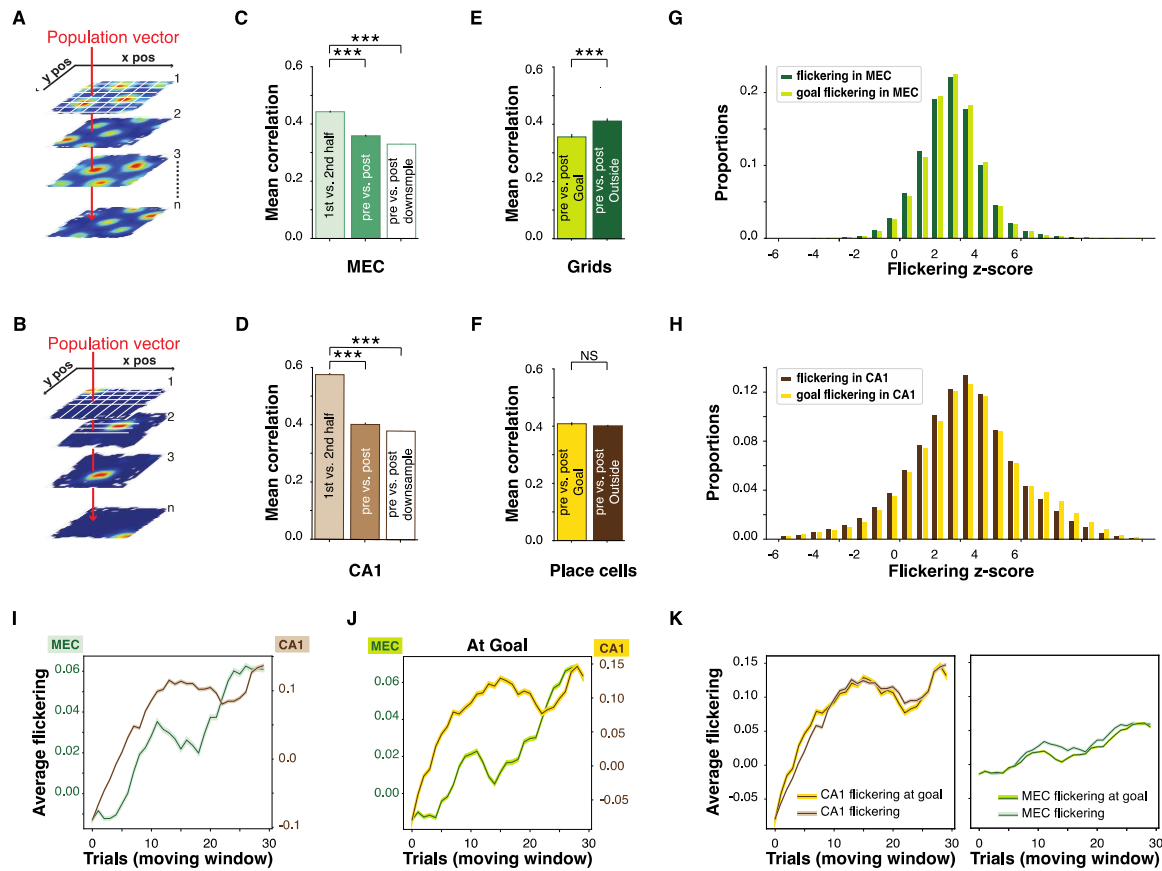 A
Population vector
x pos
y pos
1
2
3
n
B
Population vector
x pos
y pos
1
2
3
n
C
***
***
0.6
0.4
0.2
0.0
Mean correlation
1st vs. 2nd half
pre vs. post
pre vs. post
downsmple
MEC
D
***
***
0.6
0.4
0.2
0.0
Mean correlation
1st vs. 2nd half
pre vs. post
pre vs. post
downsample
CA1
E
***
0.6
0.4
0.2
0.0
Mean correlation
pre vs. post
Goal
pre vs. post
Outside
Grids
F
NS
0.6
0.4
0.2
0.0
Mean correlation
pre vs. post
Goal
pre vs. post
Outside
Place cells
G
flickering in MEC
goal flickering in MEC
0.20
0.1
0.0
Proportions
-6 -4 -2 0 2 4 6
Flickering z-score
H
flickering in CA1
goal flickering in CA1
0.12
0.08
0.04
0.00
Proportions
-6 -4 -2 0 2 4 6
Flickering z-score
I
MEC
CA1
0.06
0.04
0.02
0.00
0.1
0.0
-0.1
Average flickering
0 10 20 30
Trials (moving window)
J
MEC
At Goal
CA1
0.06
0.04
0.02
0.00
0.15
0.10
0.05
0.00
-0.05
0 10 20 30
Trials (moving window)
K
0.15
0.10
0.05
0.00
-0.05
Average flickering
CA1 flickering at goal
CA1 flickering
MEC flickering at goal
MEC flickering
0 10 20 30
0 10 20 30
Trials (moving window)
Trials (moving window)